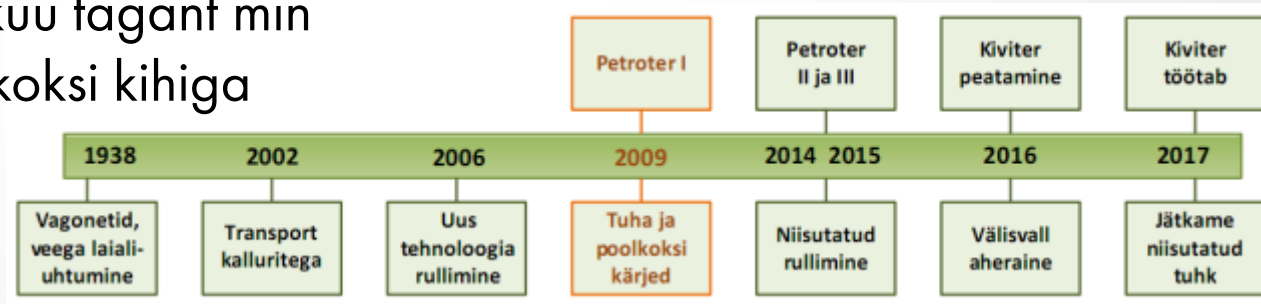 kuu tagant min
koksi kihiga
Petroter I
Petroter
II ja III
Kiviter
peatamine
Kiviter
töötab
1938
2002
2006
2009
2014 2015
2016
2017
Vagonetid,
veega laiali-
uhtumine
Transport
kalluritega
Uus
tehnoloogia
rullimine
Tuha ja
poolkoksi
kärjed
Niisutatud
rullimine
Välisvall
aheraine
Jätkame
niisutatud
tuhk